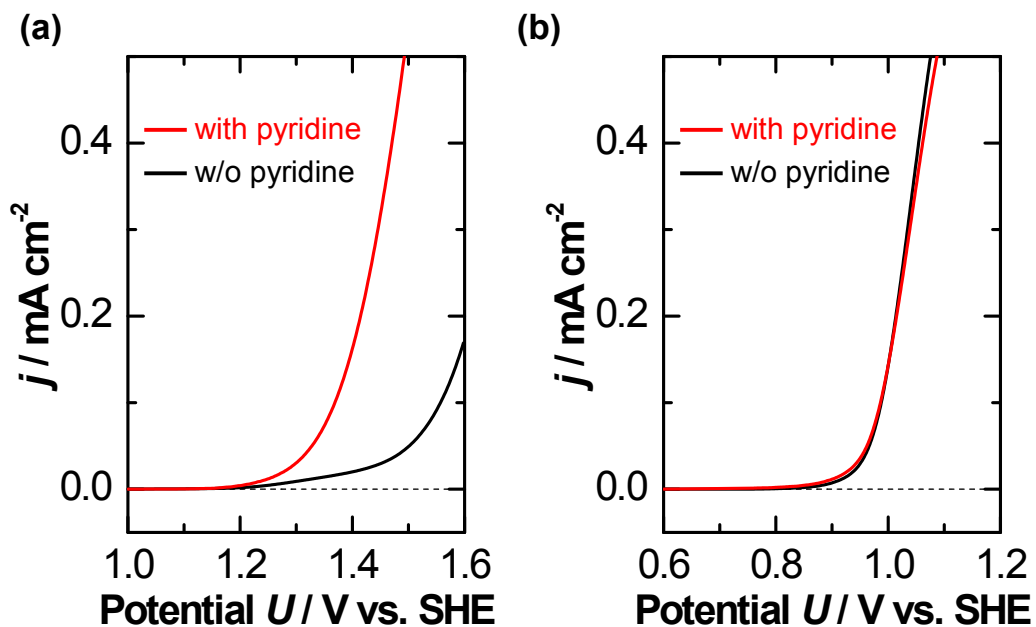 (a)
with pyridine
w/o pyridine
j / mA cm⁻²
0.4
0.2
0.0
1.0 1.2 1.4 1.6
Potential U / V vs. SHE
(b)
with pyridine
w/o pyridine
j / mA cm⁻²
0.4
0.2
0.0
0.6 0.8 1.0 1.2
Potential U / V vs. SHE